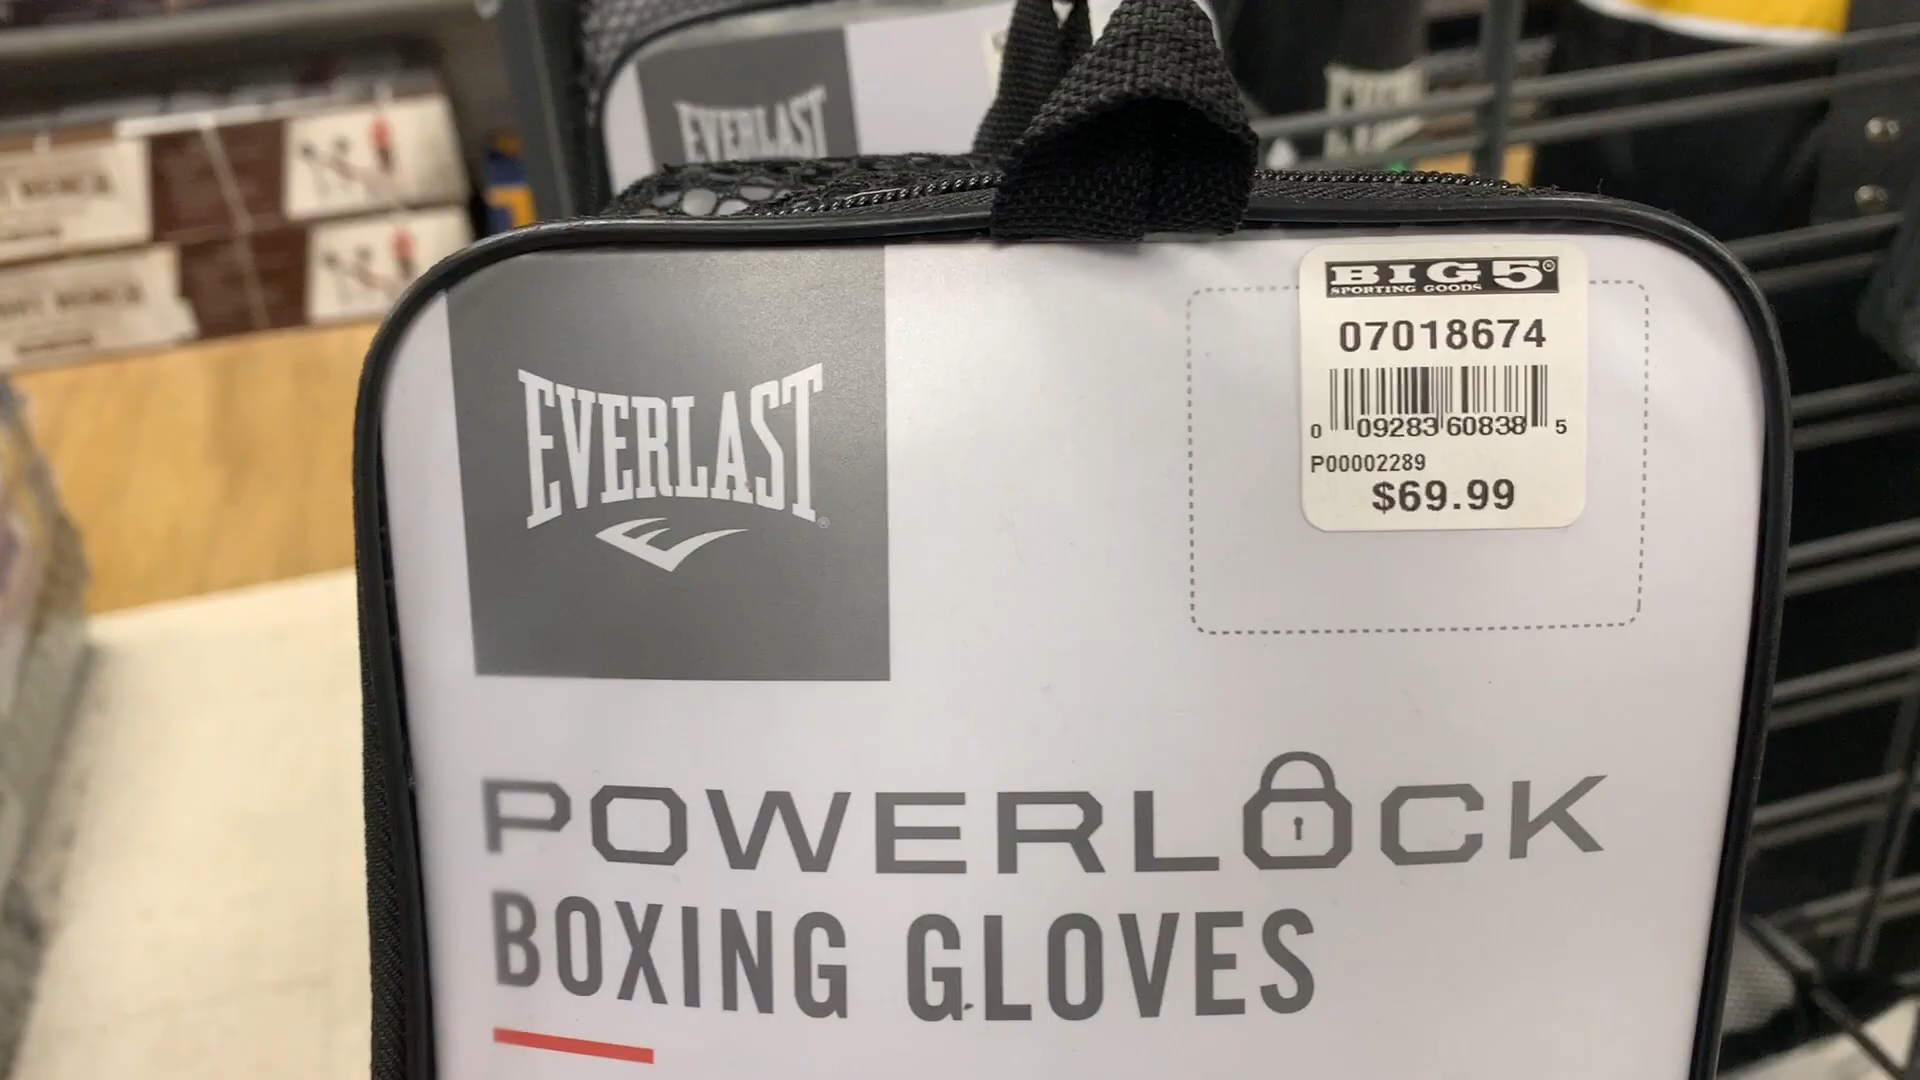 EVERLAST
BIG 5®
SPORTING GOODS
07018674
0 09283 60838 5
P00002289
$69.99
EVERLAST®
POWERLOCK
BOXING GLOVES